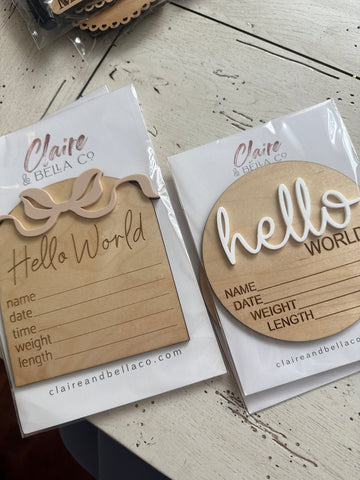 Claire
& BELLA CO
Hello World
name
date
time
weight
length
claireandbellaco.com
Claire
& BELLA CO
hello
WORLD
NAME
DATE
WEIGHT
LENGTH
claireandbellaco.